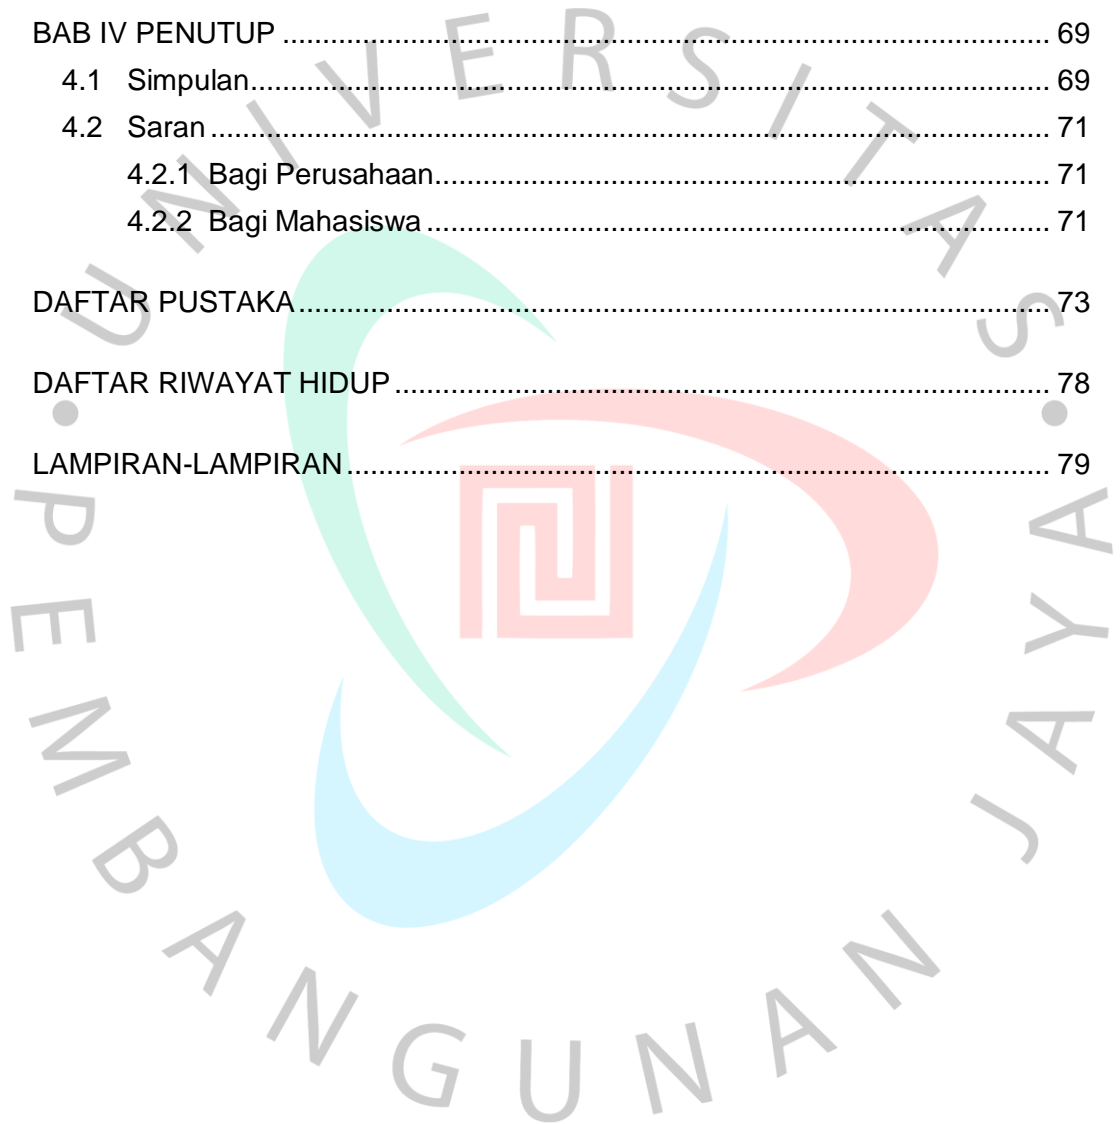 BAB IV PENUTUP ................................................................................................ 69
4.1 Simpulan.................................................................................................... 69
4.2 Saran ......................................................................................................... 71
4.2.1 Bagi Perusahaan............................................................................. 71
4.2.2 Bagi Mahasiswa .............................................................................. 71
DAFTAR PUSTAKA .............................................................................................. 73
DAFTAR RIWAYAT HIDUP .................................................................................. 78
LAMPIRAN-LAMPIRAN ........................................................................................ 79
UNIVERSITAS
PEMBANGUNAN JAYA